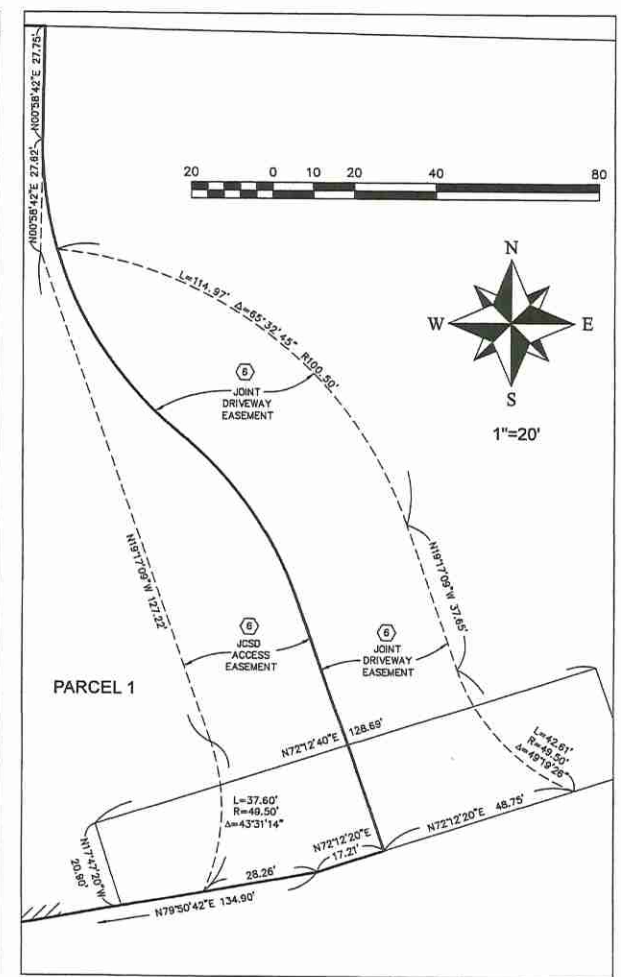 N00°58'42"E 27.75'
N00°58'42"E 27.62'
20 0 10 20 40 80
L=114.97' Δ=65°32'45" R100.50'
N
W E
S
1"=20'
6
JOINT
DRIVEWAY
EASEMENT
N19°17'09"W 127.22'
N19°17'09"W 37.65'
6
JCSD
ACCESS
EASEMENT
6
JOINT
DRIVEWAY
EASEMENT
PARCEL 1
N72°12'40"E 128.69'
L=42.61'
R=49.50'
Δ=49°19'26"
L=37.60'
R=49.50'
Δ=43°31'14"
N72°12'20"E 48.75'
N72°12'20"E
17.21'
N17°47'20"W
20.60'
28.26'
N79°50'42"E 134.90'